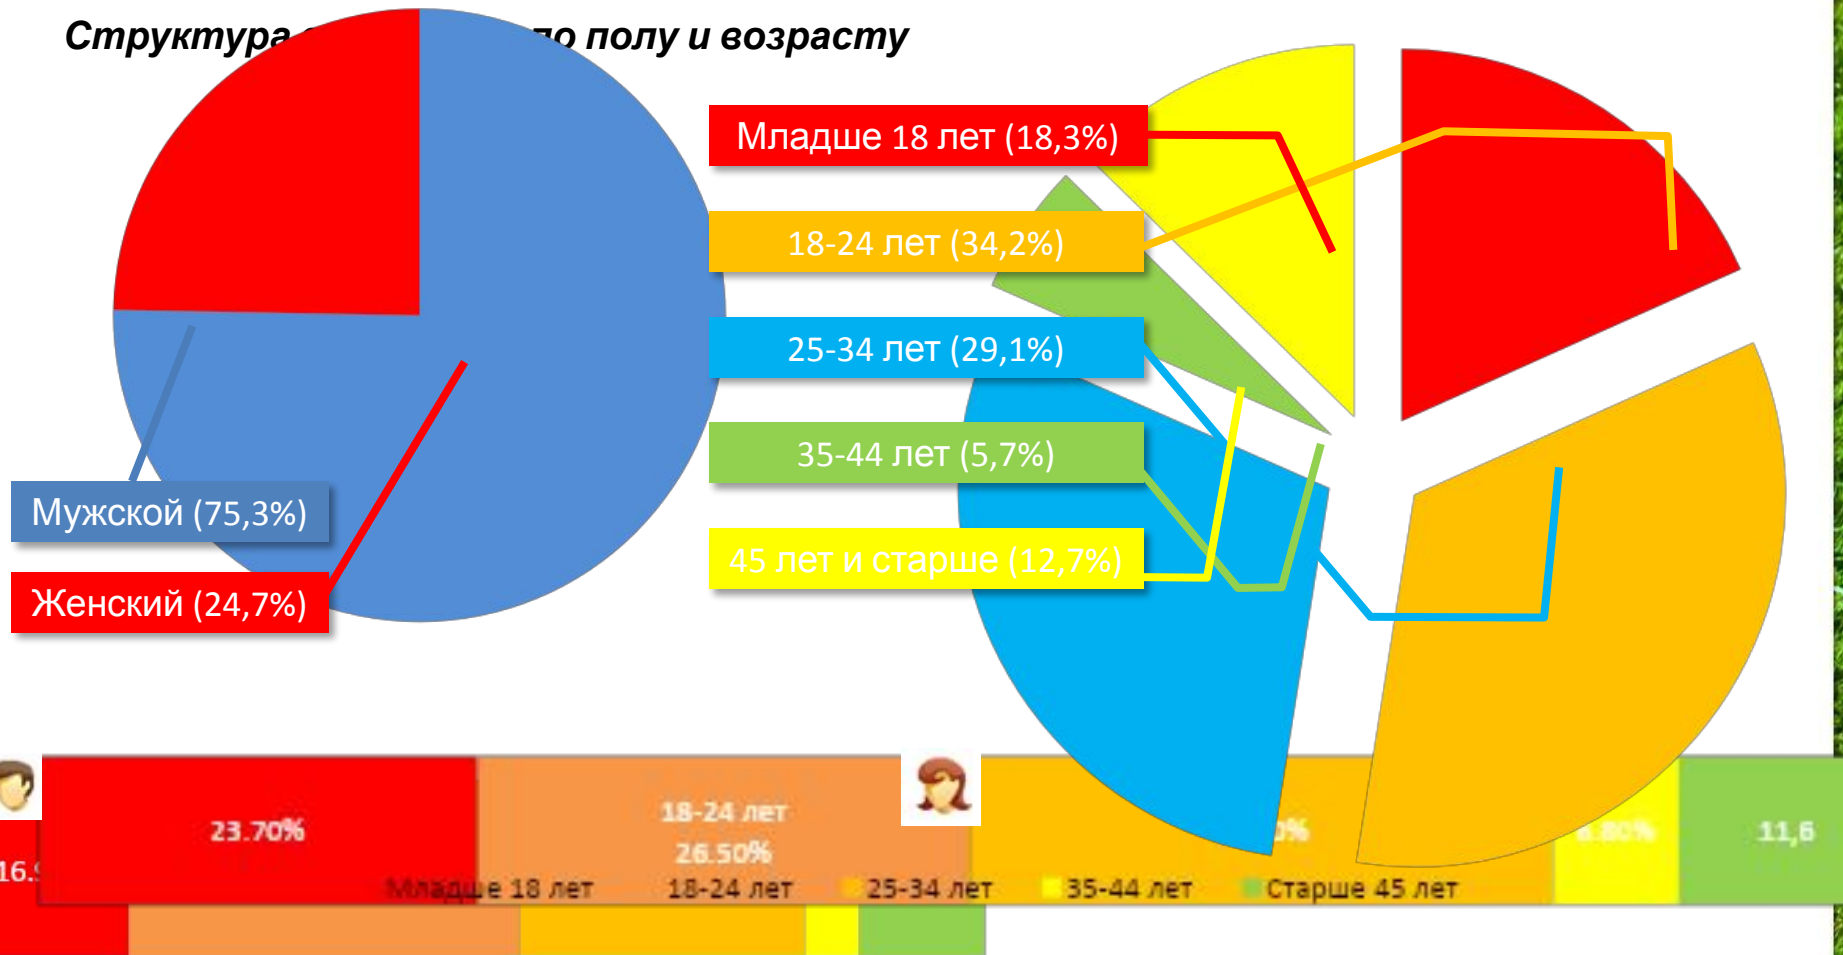 Структура по полу и возрасту
Младше 18 лет (18,3%)
18-24 лет (34,2%)
25-34 лет (29,1%)
35-44 лет (5,7%)
45 лет и старше (12,7%)
Мужской (75,3%)
Женский (24,7%)
23.70%
18-24 лет
26.50%
11,6
Младше 18 лет 18-24 лет 25-34 лет 35-44 лет Старше 45 лет